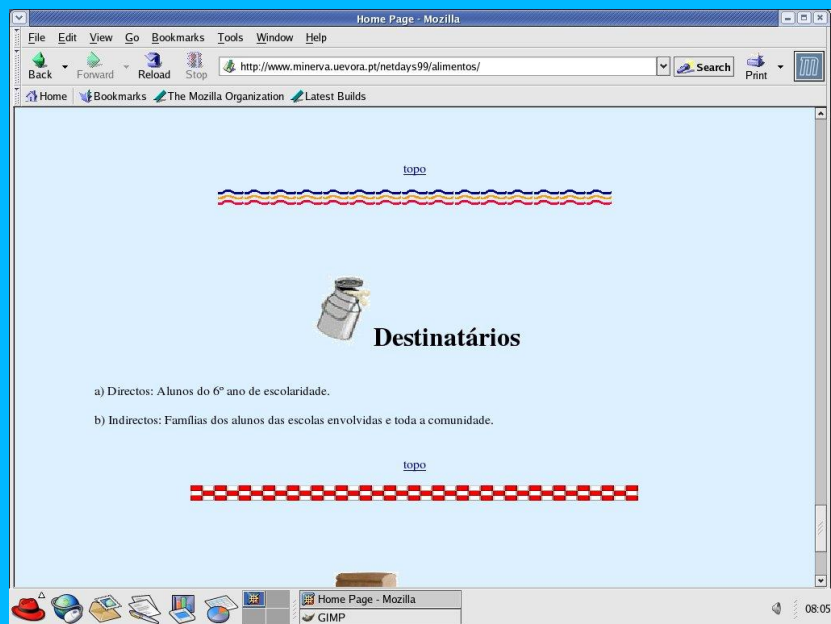 Home Page - Mozilla
File Edit View Go Bookmarks Tools Window Help
Back Forward Reload Stop http://www.minerva.uevora.pt/netdays99/alimentos/ Search Print
Home Bookmarks The Mozilla Organization Latest Builds
topo
Destinatários
a) Directos: Alunos do 6º ano de escolaridade.
b) Indirectos: Famílias dos alunos das escolas envolvidas e toda a comunidade.
topo
Home Page - Mozilla
GIMP
08:05